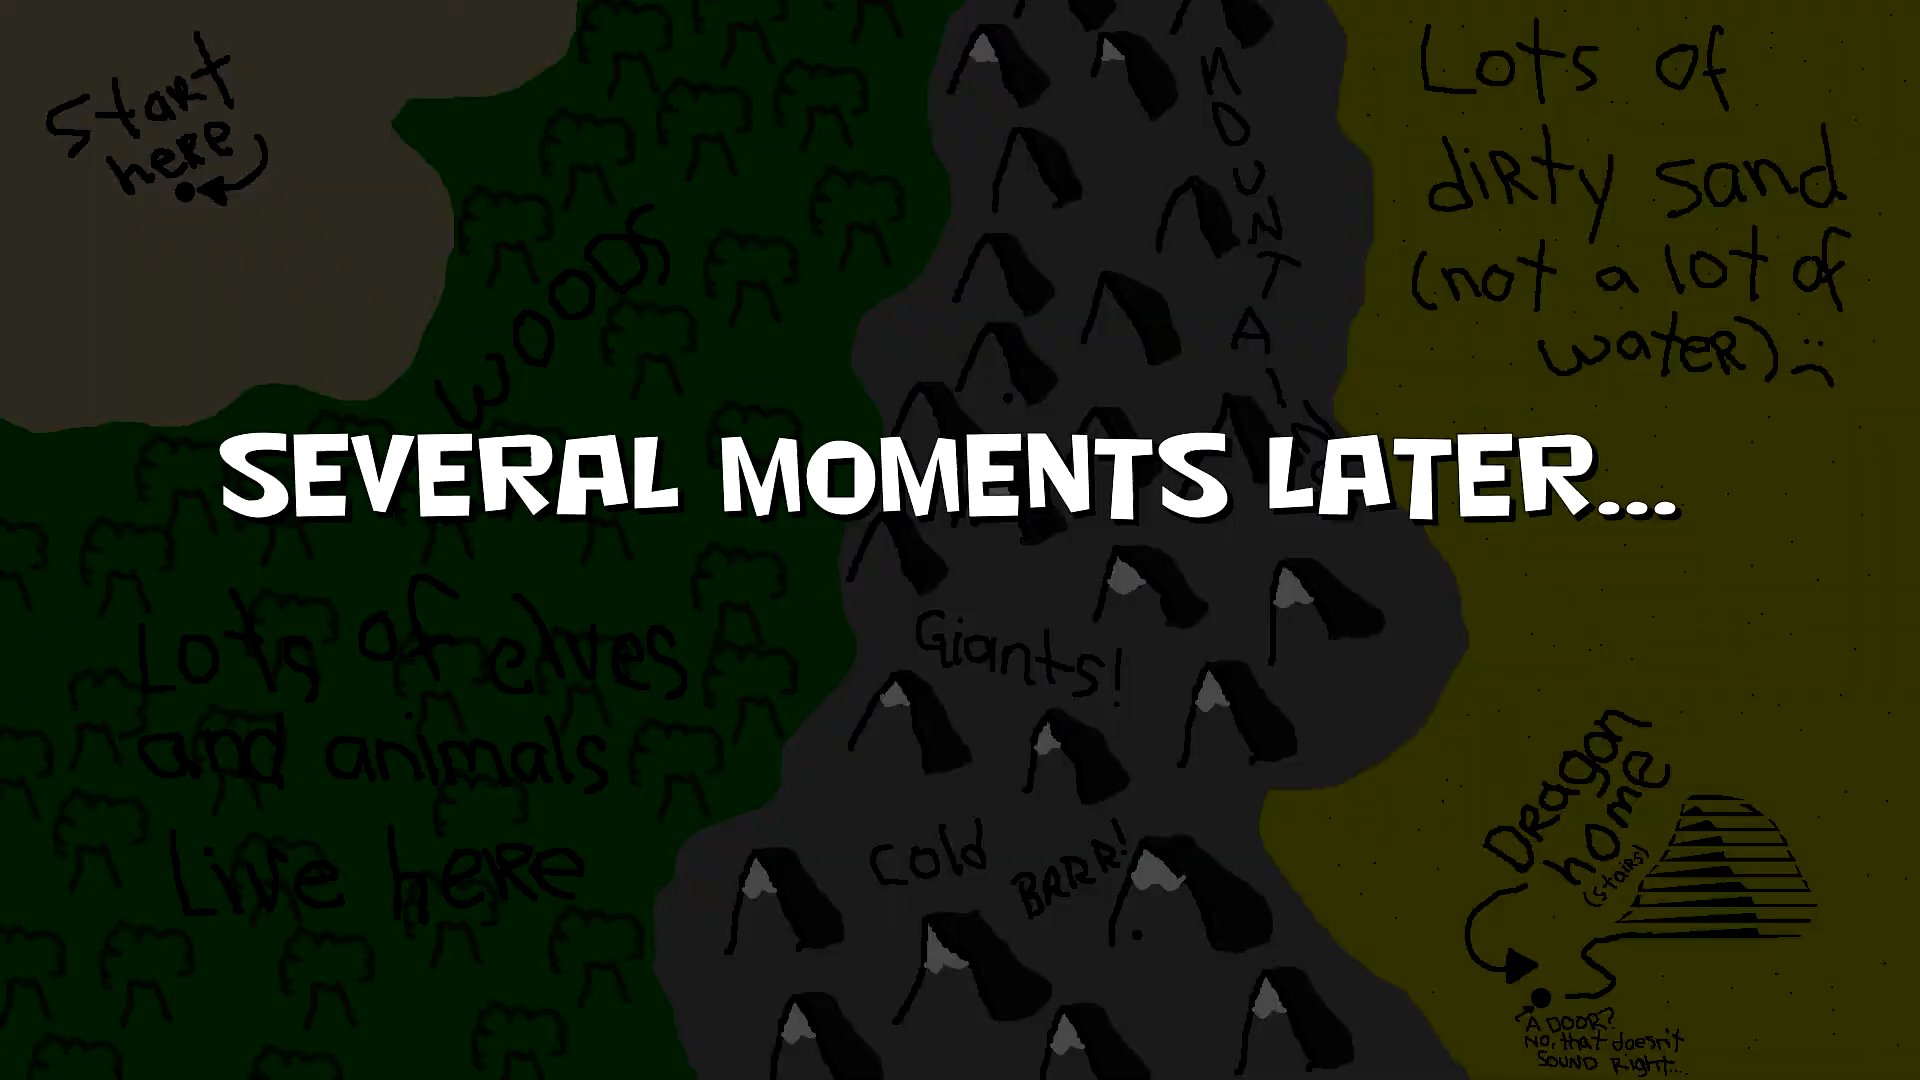 Start
here
WOODS
MOUNTAINS
Lots of
dirty sand
(not a lot of
water) :(
SEVERAL MOMENTS LATER...
Lots of elves
and animals
Live here
Giants!
Cold
BRRR!
Dragon
home
(stairs)
A DOOR?
NO, that doesn't
SOUND Right...